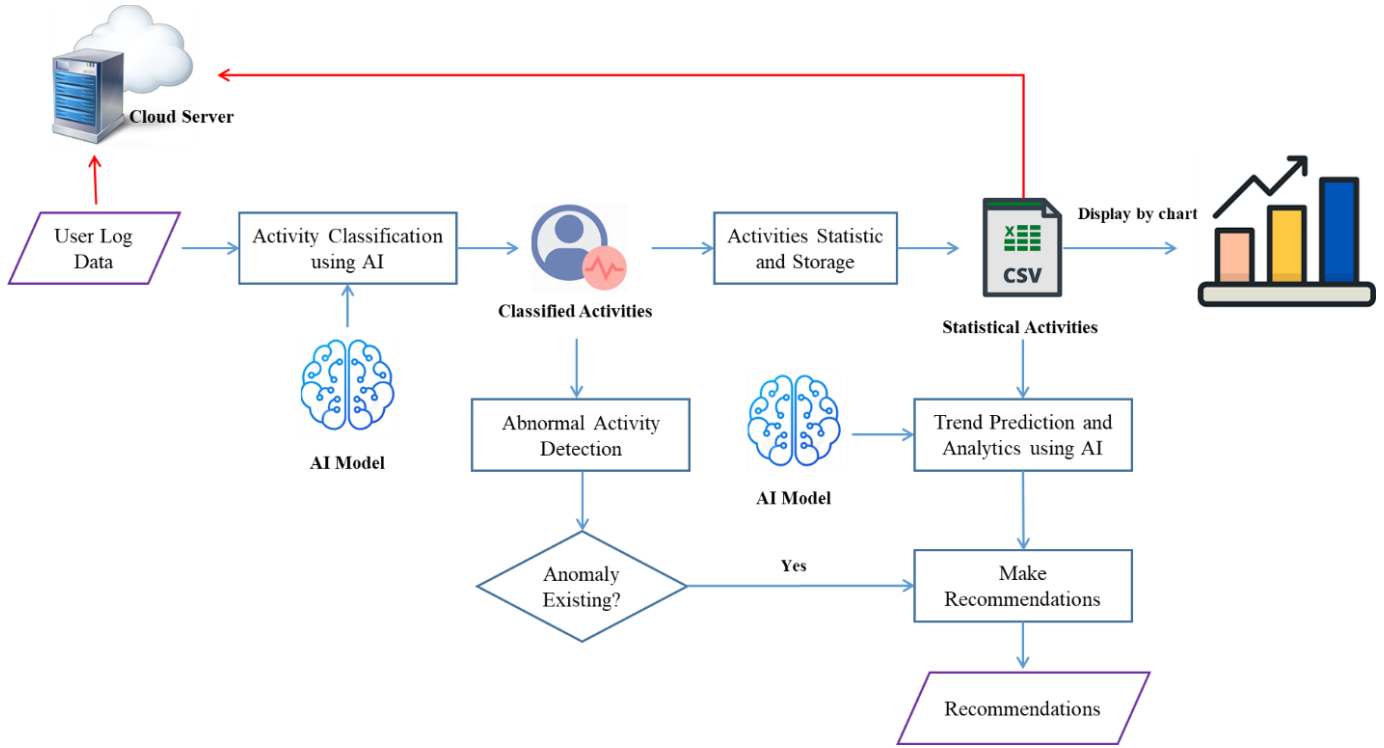 Cloud Server
User Log
Data
Activity Classification
using AI
Classified Activities
Activities Statistic
and Storage
X
CSV
Statistical Activities
Display by chart
AI Model
Abnormal Activity
Detection
AI Model
Trend Prediction and
Analytics using AI
Anomaly
Existing?
Yes
Make
Recommendations
Recommendations